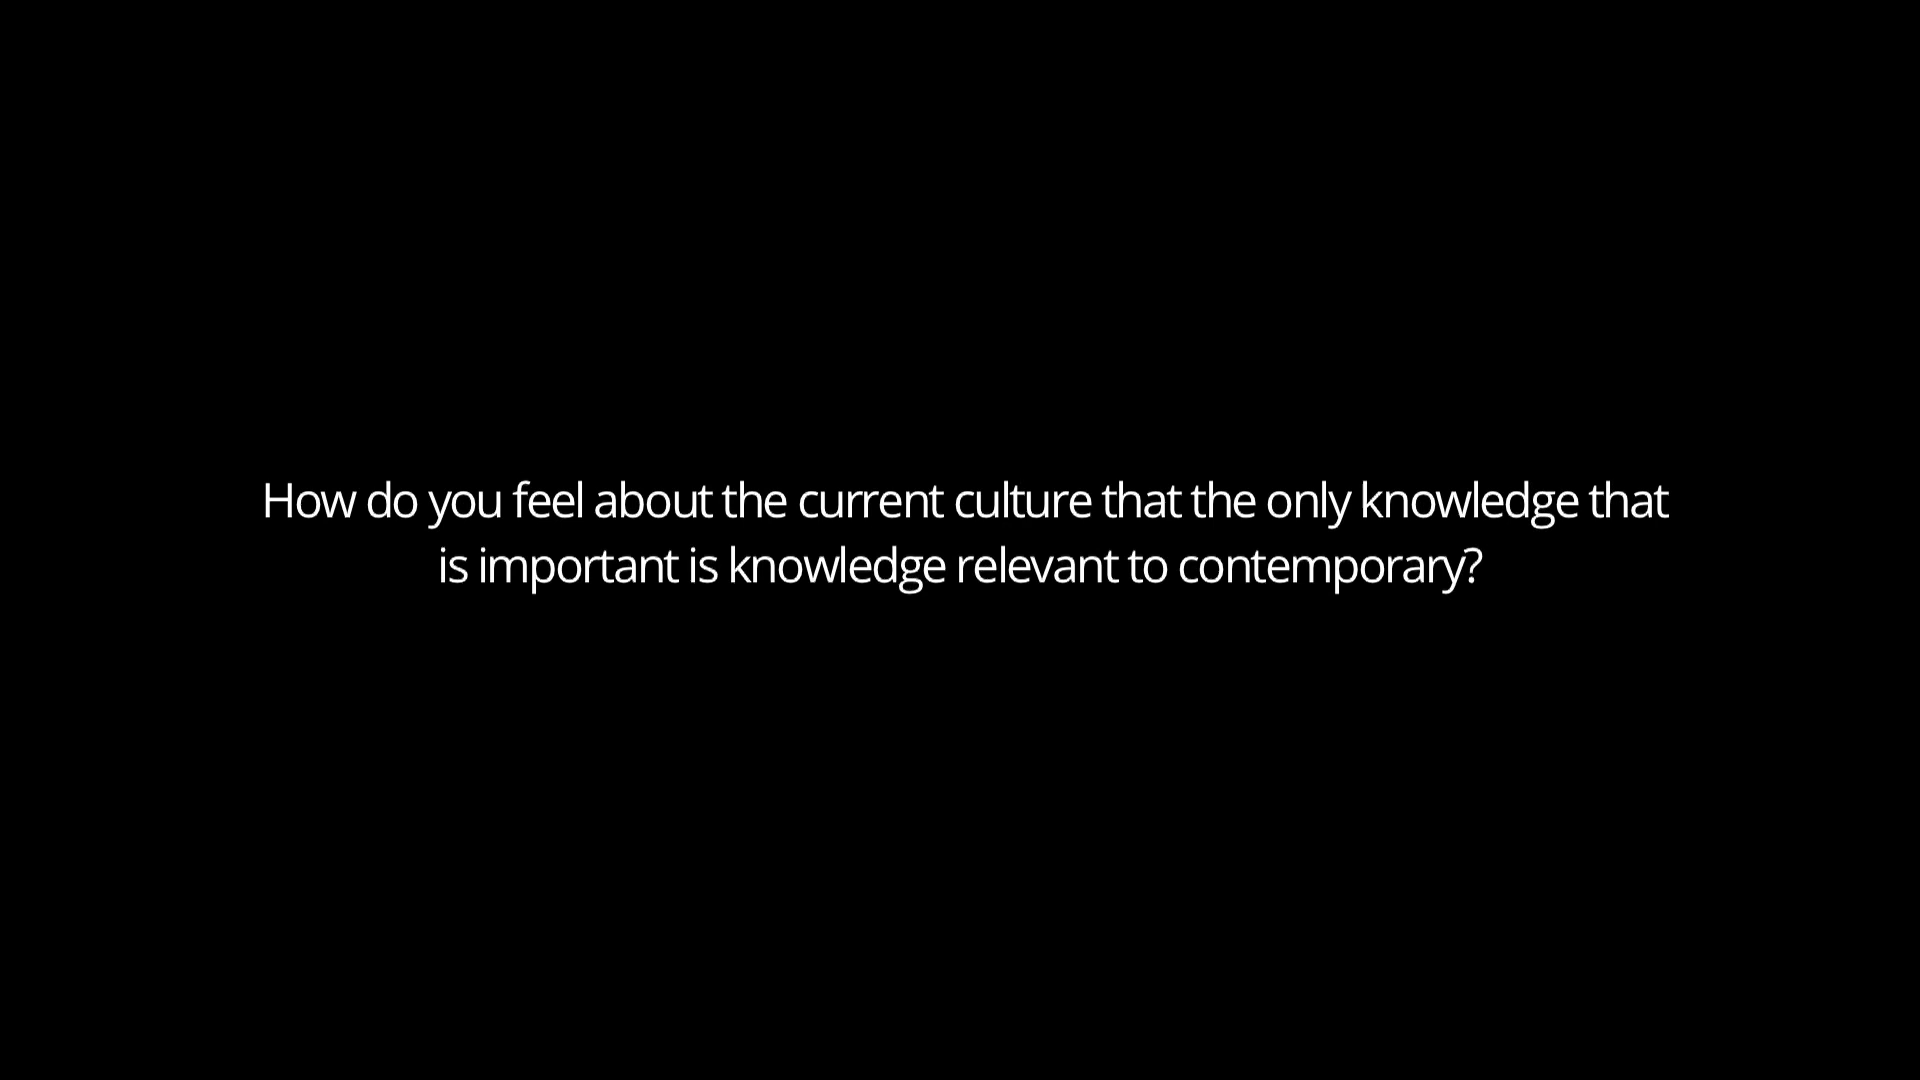 How do you feel about the current culture that the only knowledge that
is important is knowledge relevant to contemporary?